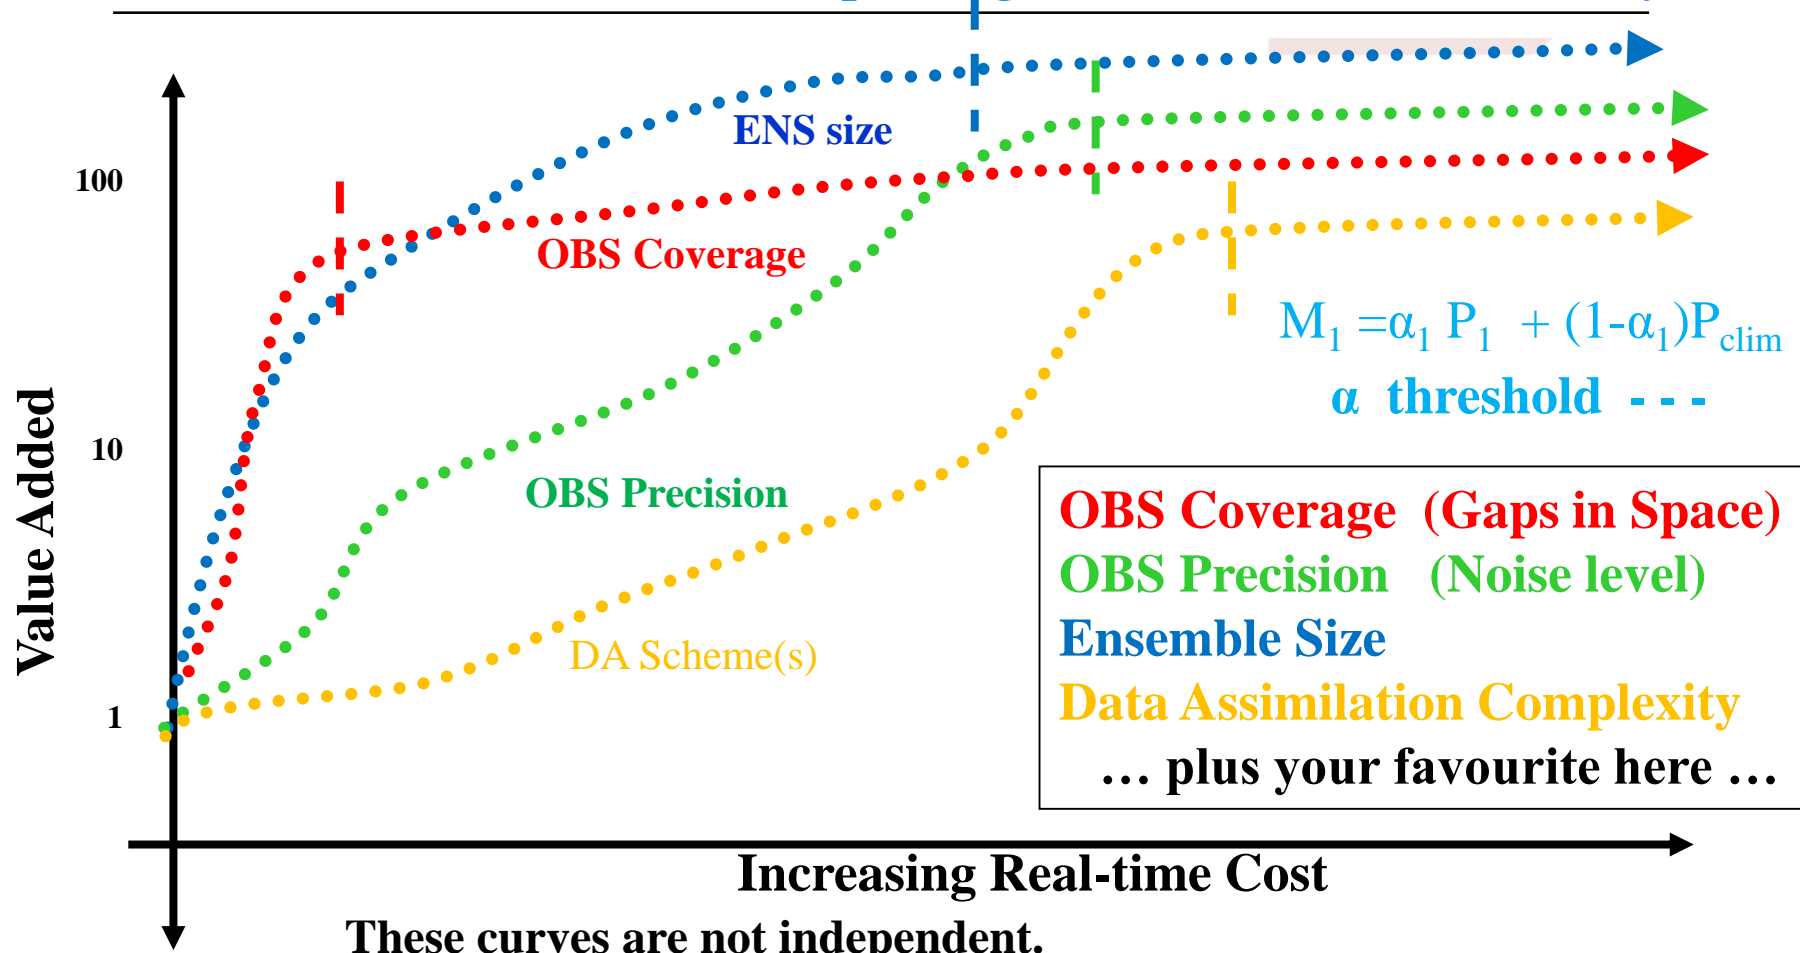 ENS size
100
OBS Coverage
M1 =α1 P1 + (1-α1)Pclim
α threshold - - -
Value Added
10
OBS Precision
OBS Coverage (Gaps in Space)
OBS Precision (Noise level)
Ensemble Size
DA Scheme(s)
Data Assimilation Complexity
1
… plus your favourite here …
Increasing Real-time Cost
These curves are not independent.